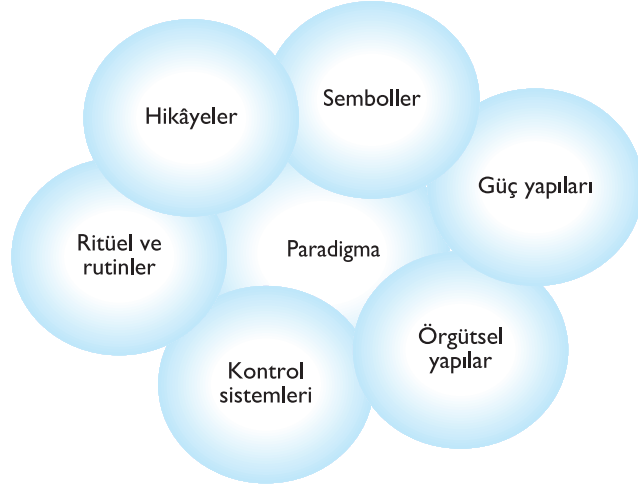 Semboller
Hikâyeler
Güç yapıları
Ritüel ve
rutinler
Paradigma
Örgütsel
yapılar
Kontrol
sistemleri